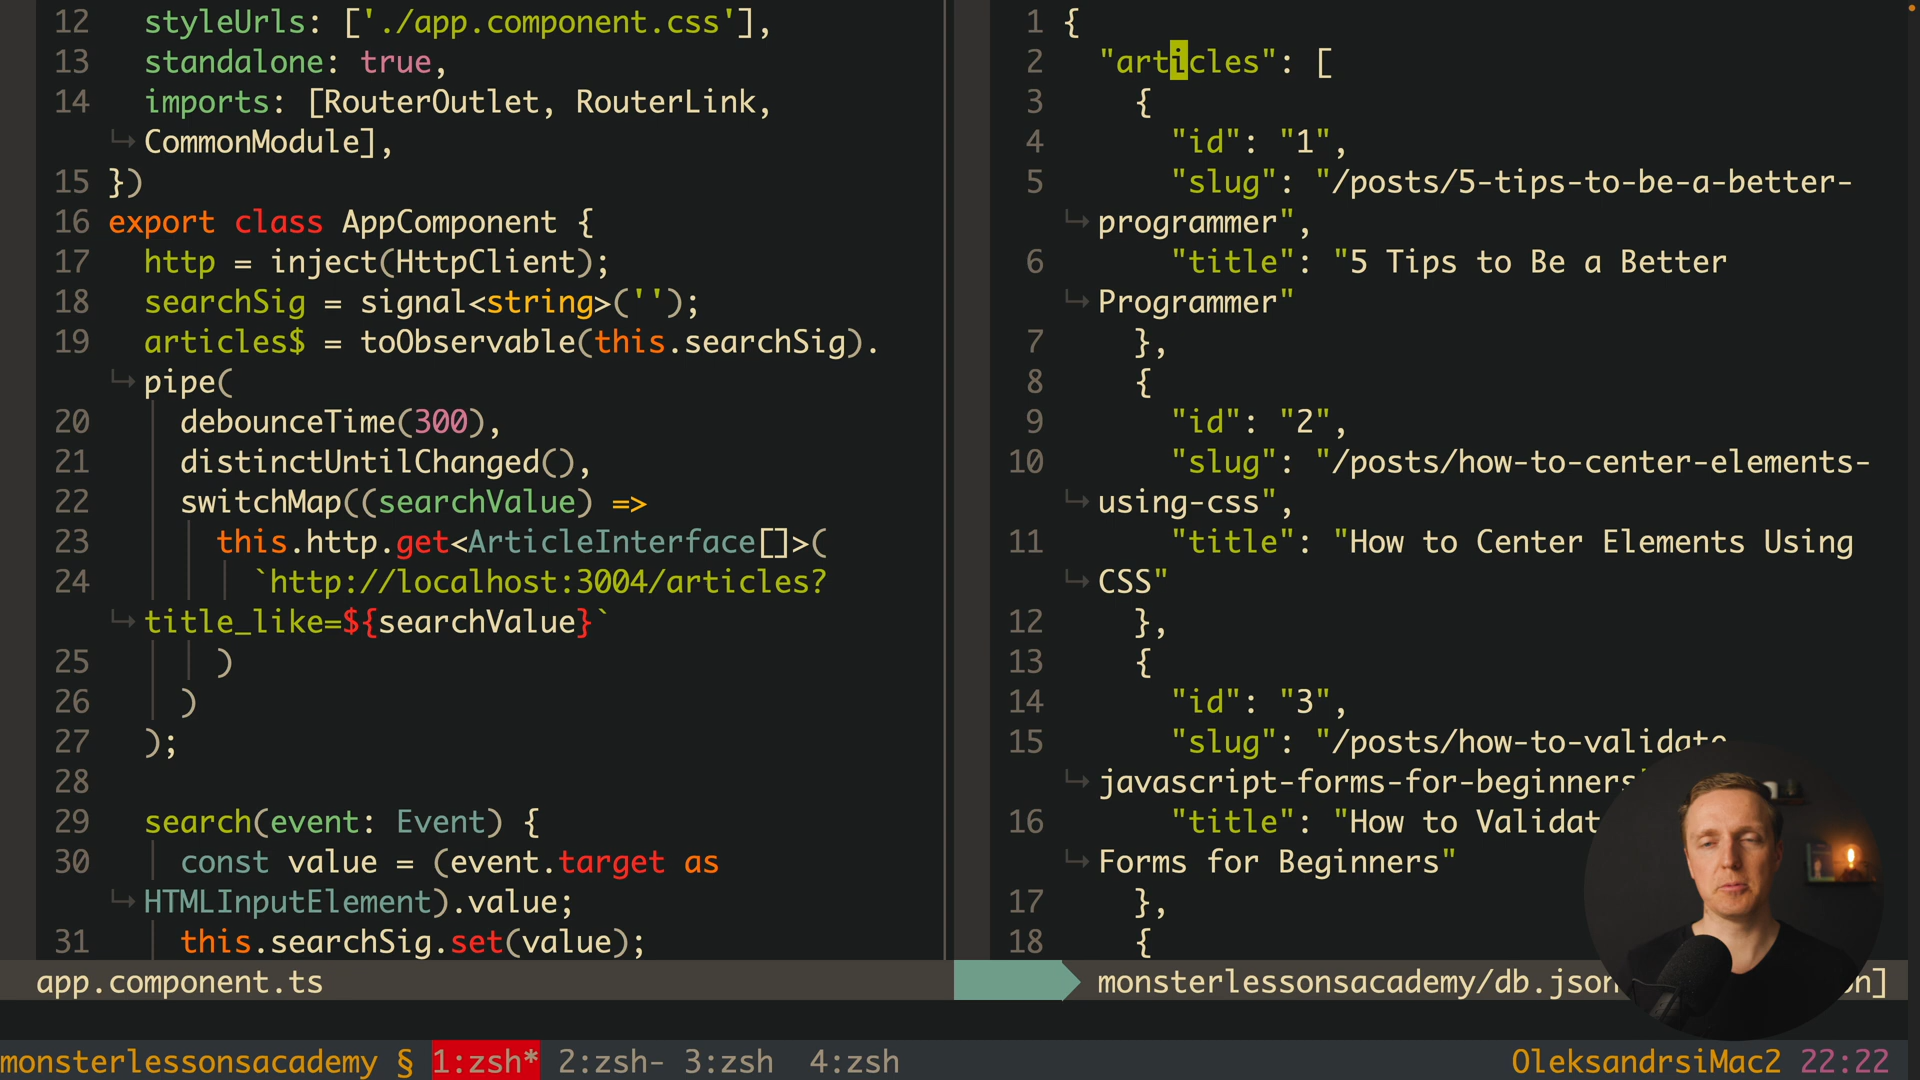 12 styleUrls: ['./app.component.css'],
13 standalone: true,
14 imports: [RouterOutlet, RouterLink,
CommonModule],
15 })
16 export class AppComponent {
17 http = inject(HttpClient);
18 searchSig = signal<string>('');
19 articles$ = toObservable(this.searchSig).
pipe(
20 debounceTime(300),
21 distinctUntilChanged(),
22 switchMap((searchValue) =>
23 this.http.get<ArticleInterface[]>(
24 `http://localhost:3004/articles?
title_like=${searchValue}`
25 )
26 )
27 );
28
29 search(event: Event) {
30 const value = (event.target as
HTMLInputElement).value;
31 this.searchSig.set(value);
app.component.ts
1 {
2 "articles": [
3 {
4 "id": "1",
5 "slug": "/posts/5-tips-to-be-a-better-
programmer",
6 "title": "5 Tips to Be a Better
Programmer"
7 },
8 {
9 "id": "2",
10 "slug": "/posts/how-to-center-elements-
using-css",
11 "title": "How to Center Elements Using
CSS"
12 },
13 {
14 "id": "3",
15 "slug": "/posts/how-to-validate
javascript-forms-for-beginners"
16 "title": "How to Validat
Forms for Beginners"
17 },
18 {
monsterlessonsacademy/db.json
monsterlessonsacademy § 1:zsh* 2:zsh- 3:zsh 4:zsh
OleksandrsiMac2 22:22